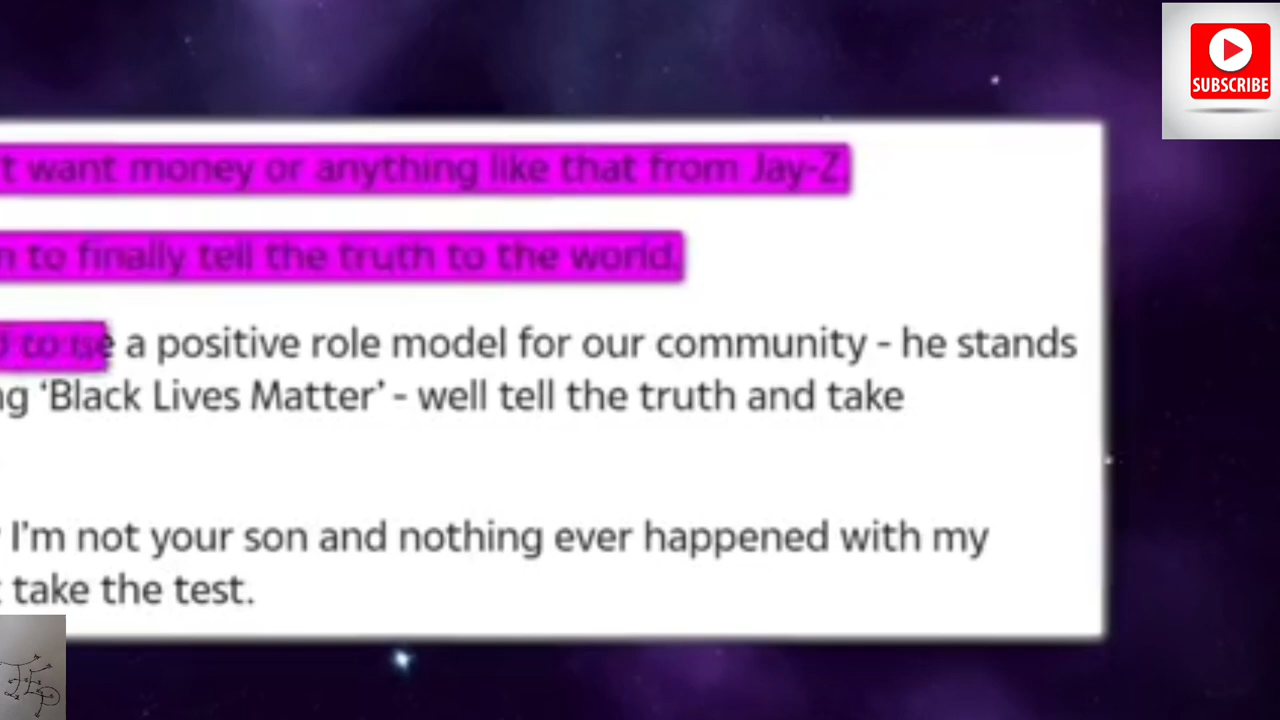 SUBSCRIBE
't want money or anything like that from Jay-Z.
to finally tell the truth to the world.
to a positive role model for our community - he stands
‘Black Lives Matter’ - well tell the truth and take
I'm not your son and nothing ever happened with my
take the test.